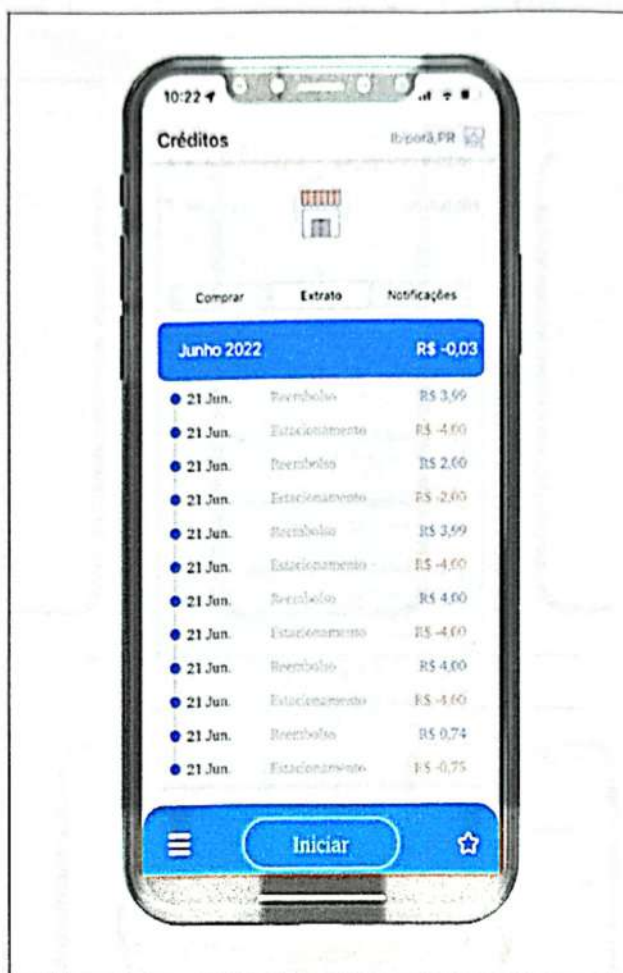 10:22
Créditos Ibiporã, PR
Comprar Extrato Notificações
Junho 2022 R$ -0,03
21 Jun. Reembolso R$ 3,99
21 Jun. Estacionamento R$ -4,00
21 Jun. Reembolso R$ 2,00
21 Jun. Estacionamento R$ -2,00
21 Jun. Reembolso R$ 3,99
21 Jun. Estacionamento R$ -4,00
21 Jun. Reembolso R$ 4,00
21 Jun. Estacionamento R$ -4,00
21 Jun. Reembolso R$ 4,00
21 Jun. Estacionamento R$ -4,00
21 Jun. Reembolso R$ 0,74
21 Jun. Estacionamento R$ -0,75
Iniciar